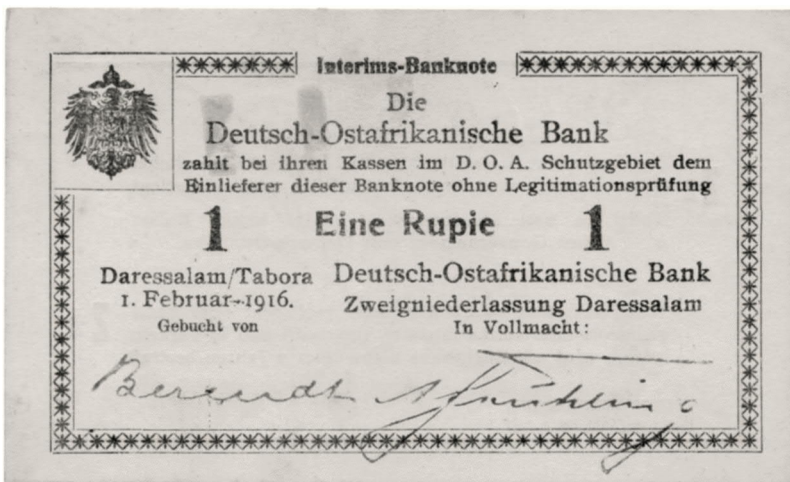 Interims-Banknote
Die
Deutsch-Ostafrikanische Bank
zahlt bei ihren Kassen im D. O. A. Schutzgebiet dem
Einlieferer dieser Banknote ohne Legitimationsprüfung
1 Eine Rupie 1
Daressalam/Tabora
1. Februar 1916.
Gebucht von
Deutsch-Ostafrikanische Bank
Zweigniederlassung Daressalam
In Vollmacht:
Berendt